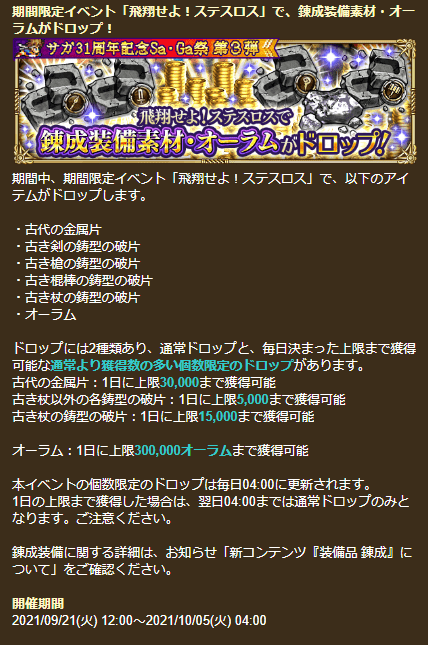 期間限定イベント「飛翔せよ！ステスロス」で、錬成装備素材・オー
ラムがドロップ！
サガ31周年記念Sa・Ga祭 第3弾
飛翔せよ！ステスロスで
錬成装備素材・オーラムがドロップ！
期間中、期間限定イベント「飛翔せよ！ステスロス」で、以下のアイ
テムがドロップします。
・古代の金属片
・古き剣の鋳型の破片
・古き槍の鋳型の破片
・古き棍棒の鋳型の破片
・古き杖の鋳型の破片
・オーラム
ドロップには2種類あり、通常ドロップと、毎日決まった上限まで獲得
可能な通常より獲得数の多い個数限定のドロップがあります。
古代の金属片：1日に上限30,000まで獲得可能
古き杖以外の各鋳型の破片：1日に上限5,000まで獲得可能
古き杖の鋳型の破片：1日に上限15,000まで獲得可能
オーラム：1日に上限300,000オーラムまで獲得可能
本イベントの個数限定のドロップは毎日04:00に更新されます。
1日の上限まで獲得した場合は、翌日04:00までは通常ドロップのみと
なります。ご注意ください。
錬成装備に関する詳細は、お知らせ「新コンテンツ『装備品 錬成』に
ついて」をご確認ください。
開催期間
2021/09/21(火) 12:00～2021/10/05(火) 04:00